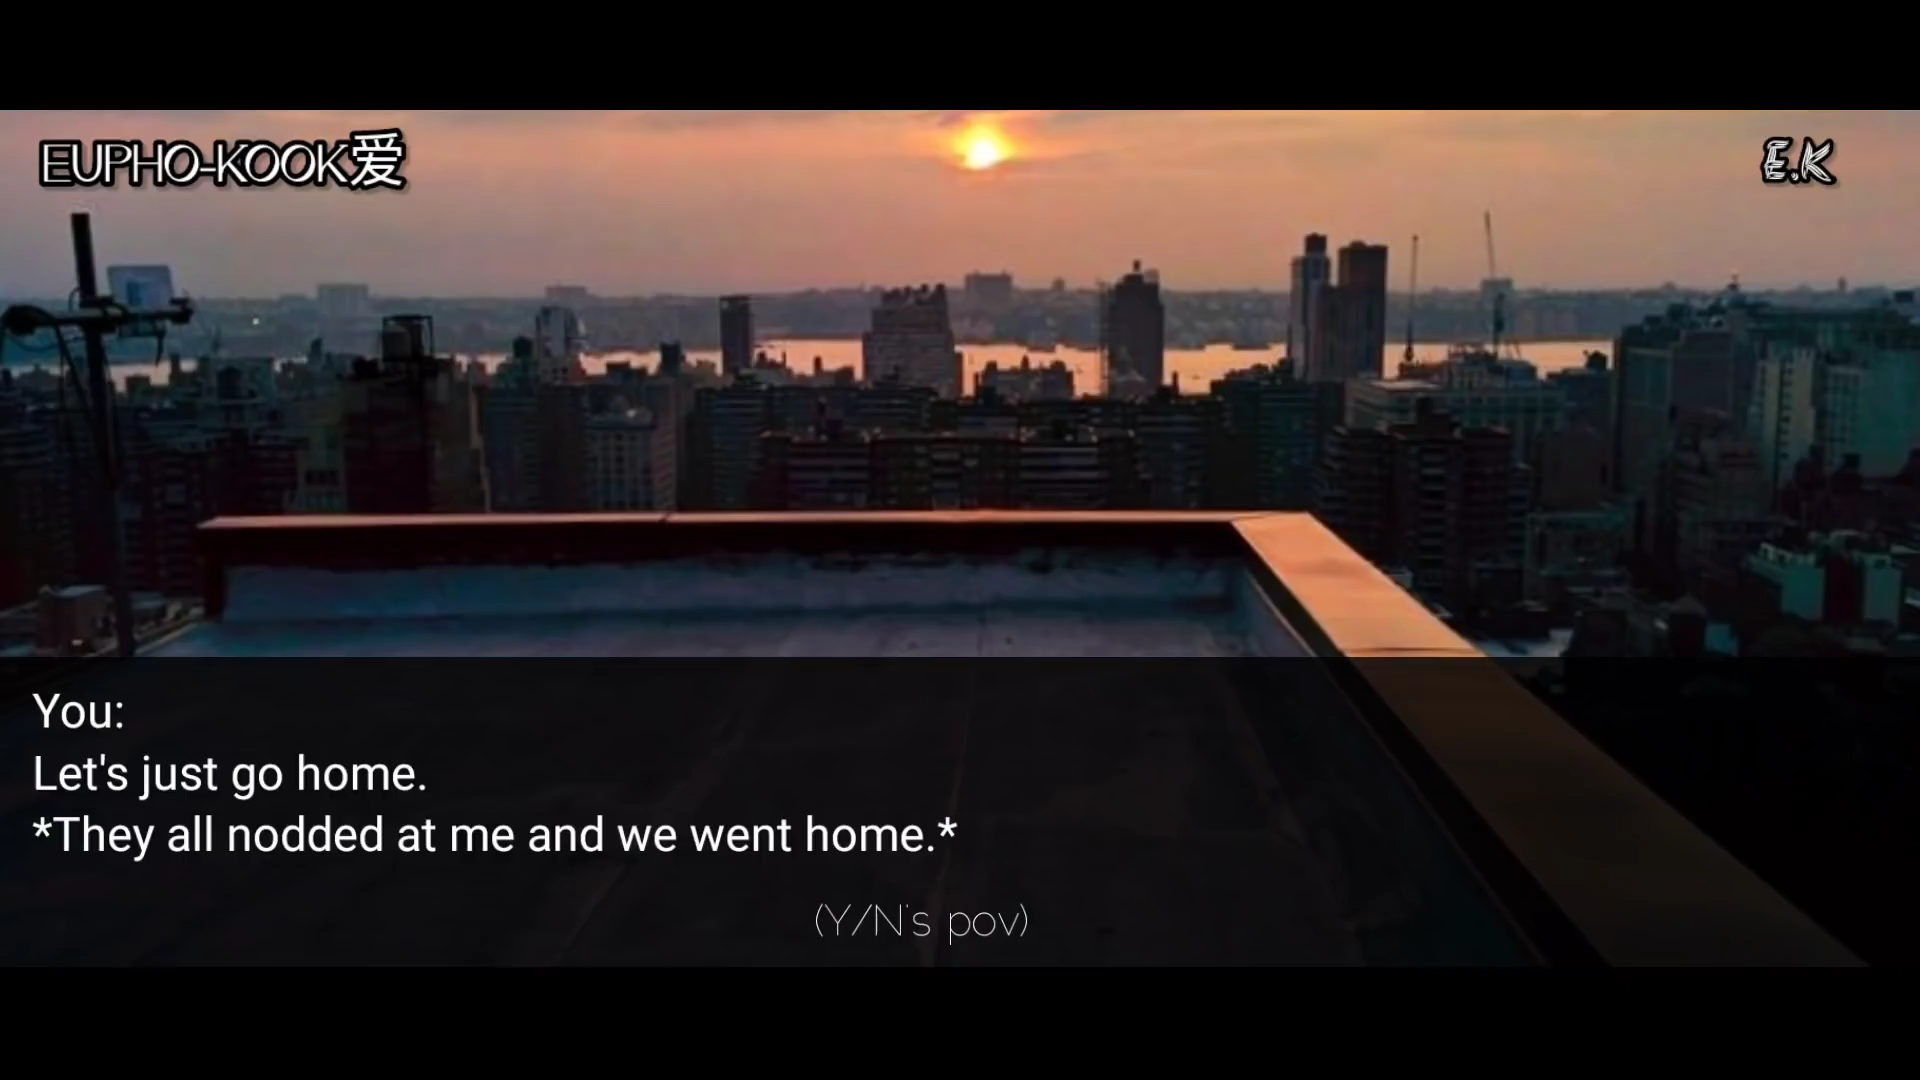 EUPHO-KOOK爱
E.K
You:
Let's just go home.
*They all nodded at me and we went home.*
(Y/N's pov)